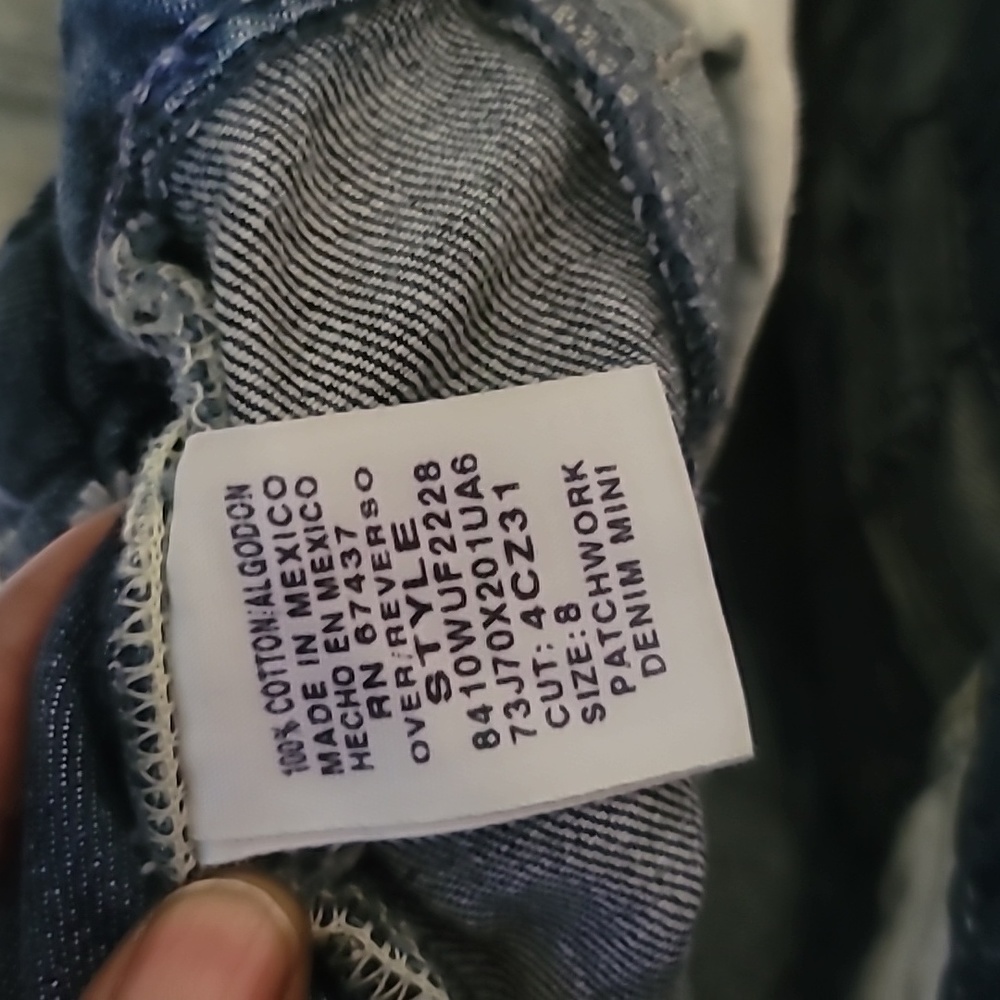 100% COTTON/ALGODON
MADE IN MEXICO
HECHO EN MEXICO
RN 67437
OVER/REVERSO
STYLE
8410WUF2228
73J70X201UA6
CUT: 4CZ31
SIZE: 8
PATCHWORK
DENIM MINI